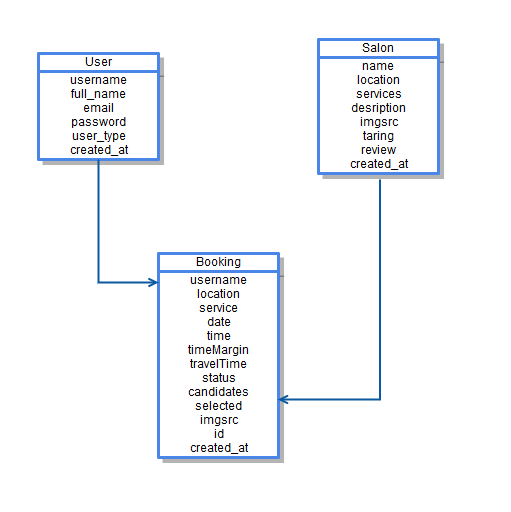 User
username
full_name
email
password
user_type
created_at
Salon
name
location
services
desription
imgsrc
taring
review
created_at
Booking
username
location
service
date
time
timeMargin
travelTime
status
candidates
selected
imgsrc
id
created_at